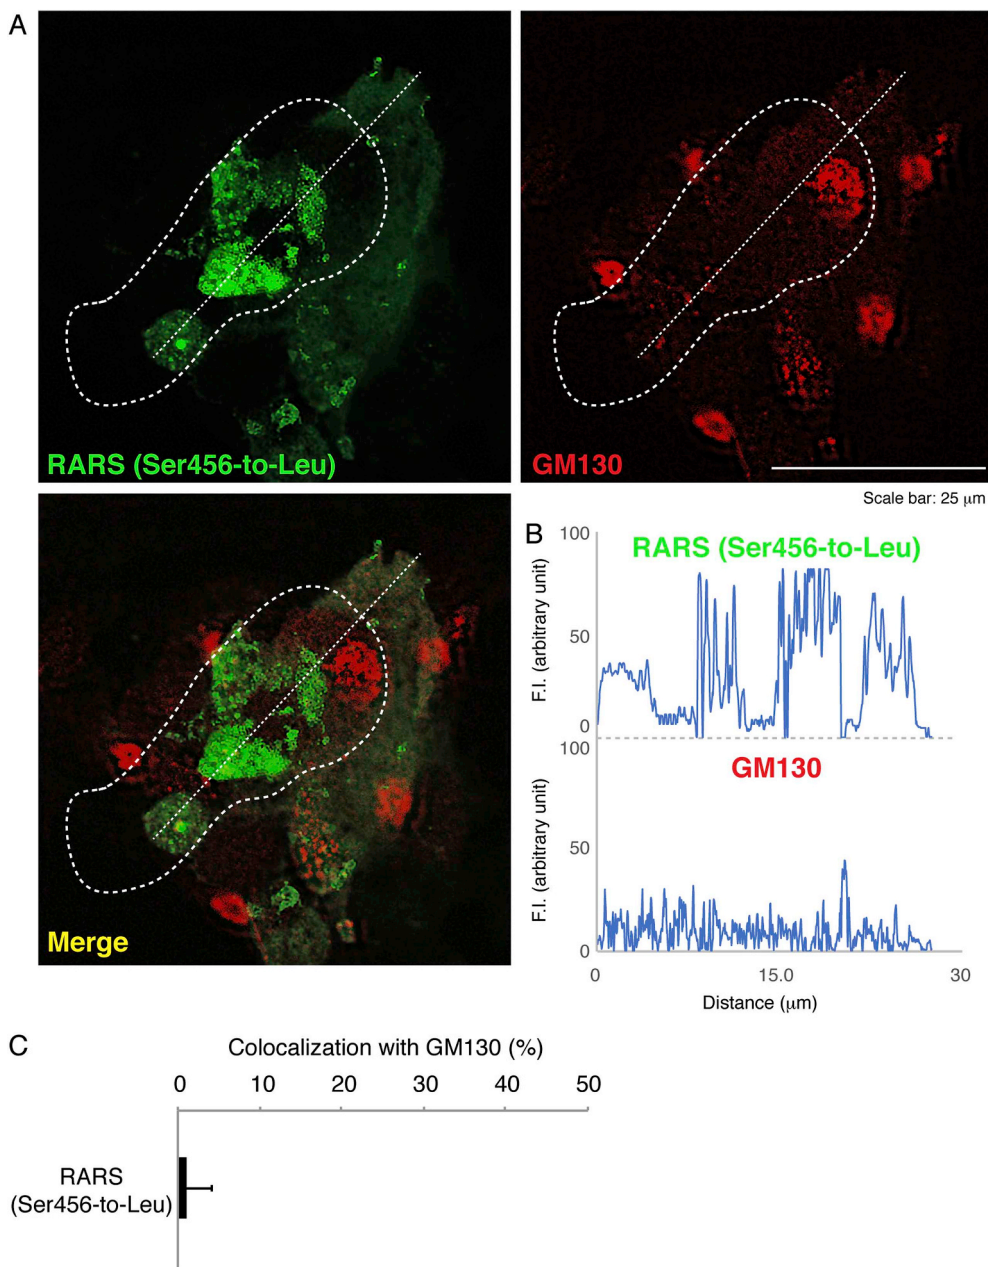 A
RARS (Ser456-to-Leu)
GM130
Scale bar: 25 μm
Merge
B
RARS (Ser456-to-Leu)
100
50
0
F.I. (arbitrary unit)
GM130
100
50
0
F.I. (arbitrary unit)
0 15.0 30
Distance (μm)
C
Colocalization with GM130 (%)
0 10 20 30 40 50
RARS
(Ser456-to-Leu)